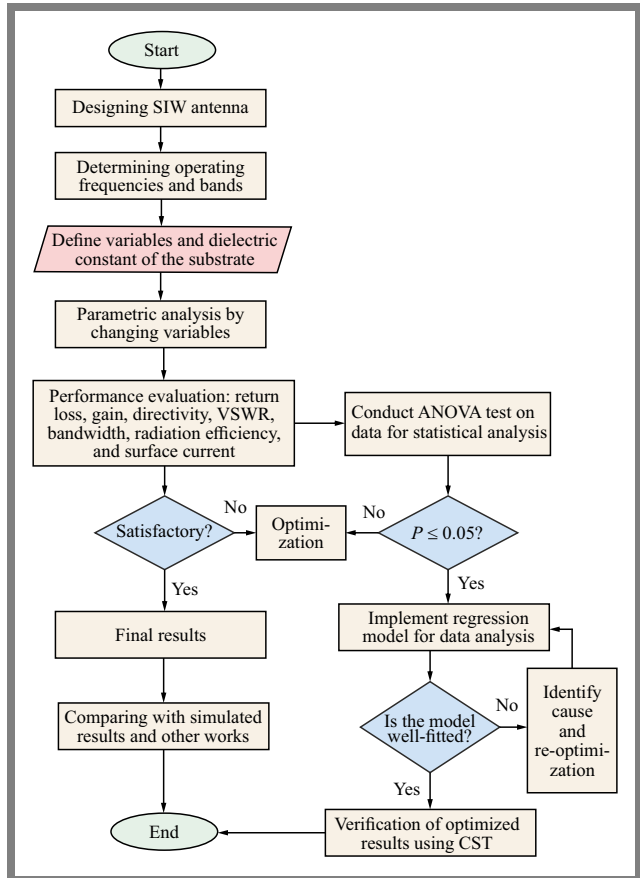 Start
Designing SIW antenna
Determining operating
frequencies and bands
Define variables and dielectric
constant of the substrate
Parametric analysis by
changing variables
Performance evaluation: return
loss, gain, directivity, VSWR,
bandwidth, radiation efficiency,
and surface current
Conduct ANOVA test on
data for statistical analysis
Satisfactory?
No
Optimi-
zation
No
P ≤ 0.05?
Yes
Yes
Final results
Implement regression
model for data analysis
Comparing with simulated
results and other works
Is the model
well-fitted?
No
Identify
cause
and
re-optimi-
zation
Yes
End
Verification of optimized
results using CST